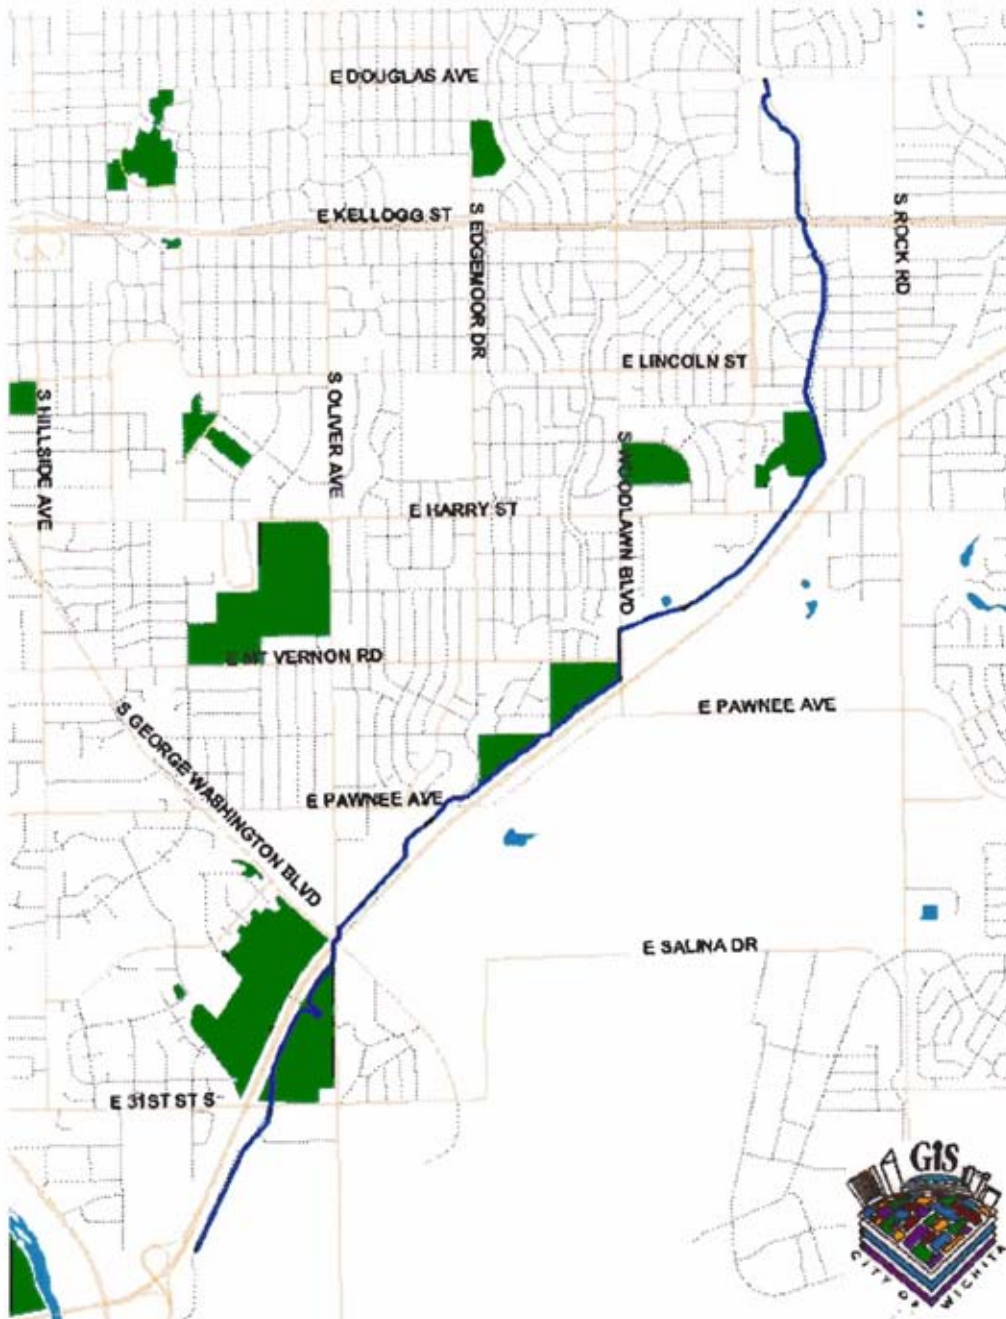 E DOUGLAS AVE
E KELLOGG ST
S EDGEMOOR DR
S ROCK RD
E LINCOLN ST
S HILLSIDE AVE
S OLIVER AVE
S WOODLAWN BLVD
E HARRY ST
E MT VERNON RD
S GEORGE WASHINGTON BLVD
E PAWNEE AVE
E PAWNEE AVE
E SALINA DR
E 31ST ST S
GIS
CITY OF WICHITA